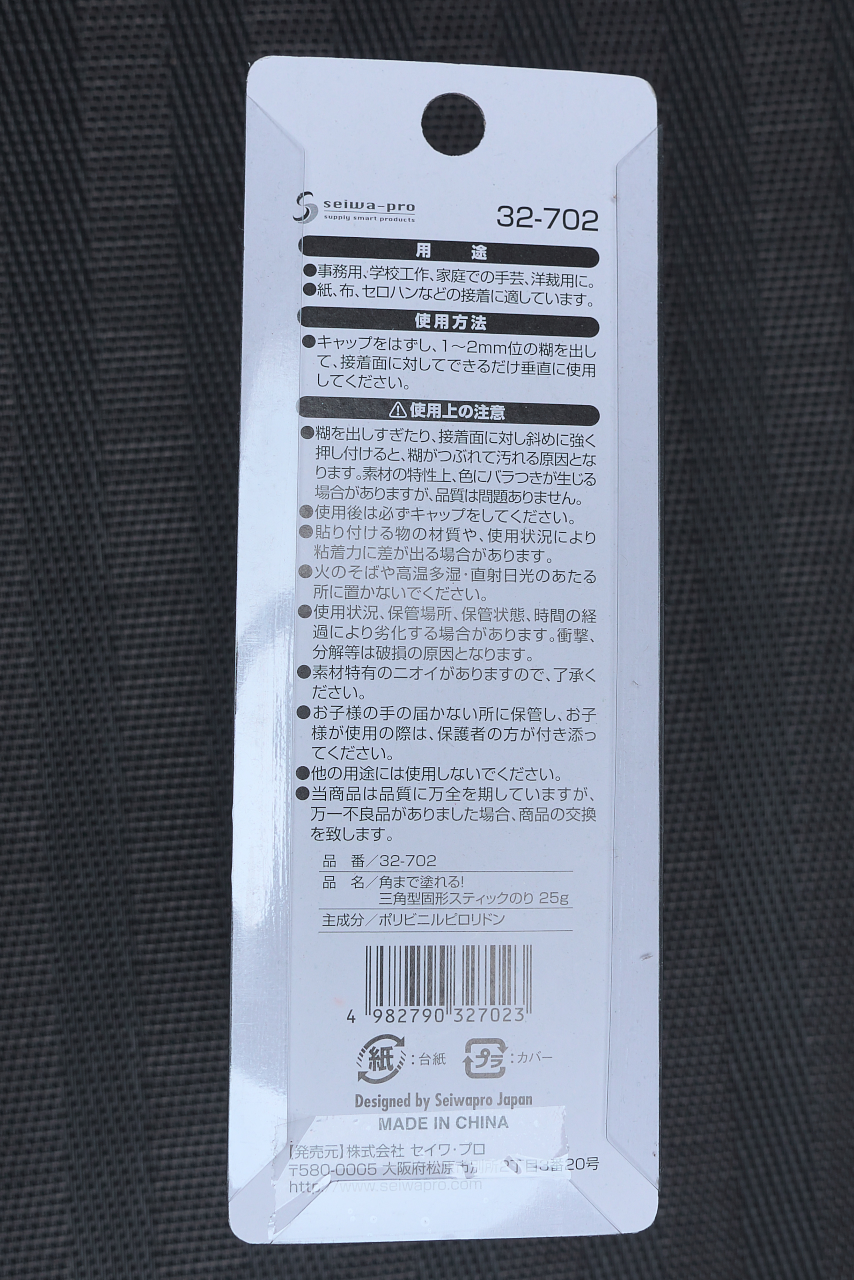 seiwa-pro
supply smart products
32-702
用 途
●事務用、学校工作、家庭での手芸、洋裁用に。
●紙、布、セロハンなどの接着に適しています。
使用方法
●キャップをはずし、1〜2mm位の糊を出し
て、接着面に対してできるだけ垂直に使用
してください。
⚠使用上の注意
●糊を出しすぎたり、接着面に対し斜めに強く
押し付けると、糊がつぶれて汚れる原因とな
ります。素材の特性上、色にバラつきが生じる
場合がありますが、品質は問題ありません。
●使用後は必ずキャップをしてください。
●貼り付ける物の材質や、使用状況により
粘着力に差が出る場合があります。
●火のそばや高温多湿・直射日光のあたる
所に置かないでください。
●使用状況、保管場所、保管状態、時間の経
過により劣化する場合があります。衝撃、
分解等は破損の原因となります。
●素材特有のニオイがありますので、了承く
ださい。
●お子様の手の届かない所に保管し、お子
様が使用の際は、保護者の方が付き添っ
てください。
●他の用途には使用しないでください。
●当商品は品質に万全を期していますが、
万一不良品がありました場合、商品の交換
を致します。
品 番／32-702
品 名／角まで塗れる!
三角型固形スティックのり 25g
主成分／ポリビニルピロリドン
4 982790 327023
紙:台紙 プラ:カバー
Designed by Seiwapro Japan
MADE IN CHINA
【発売元】株式会社 セイワ・プロ
〒580-0005 大阪府松原市別所2丁目3番20号
http://www.seiwapro.com